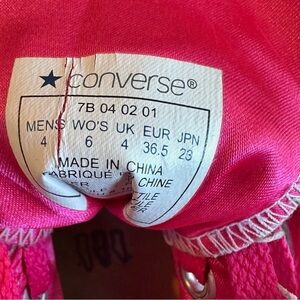 ★converse®
7B 04 02 01
MENS WO'S UK EUR JPN
4 6 4 36.5 23
MADE IN CHINA
FABRIQUÉ CHINE